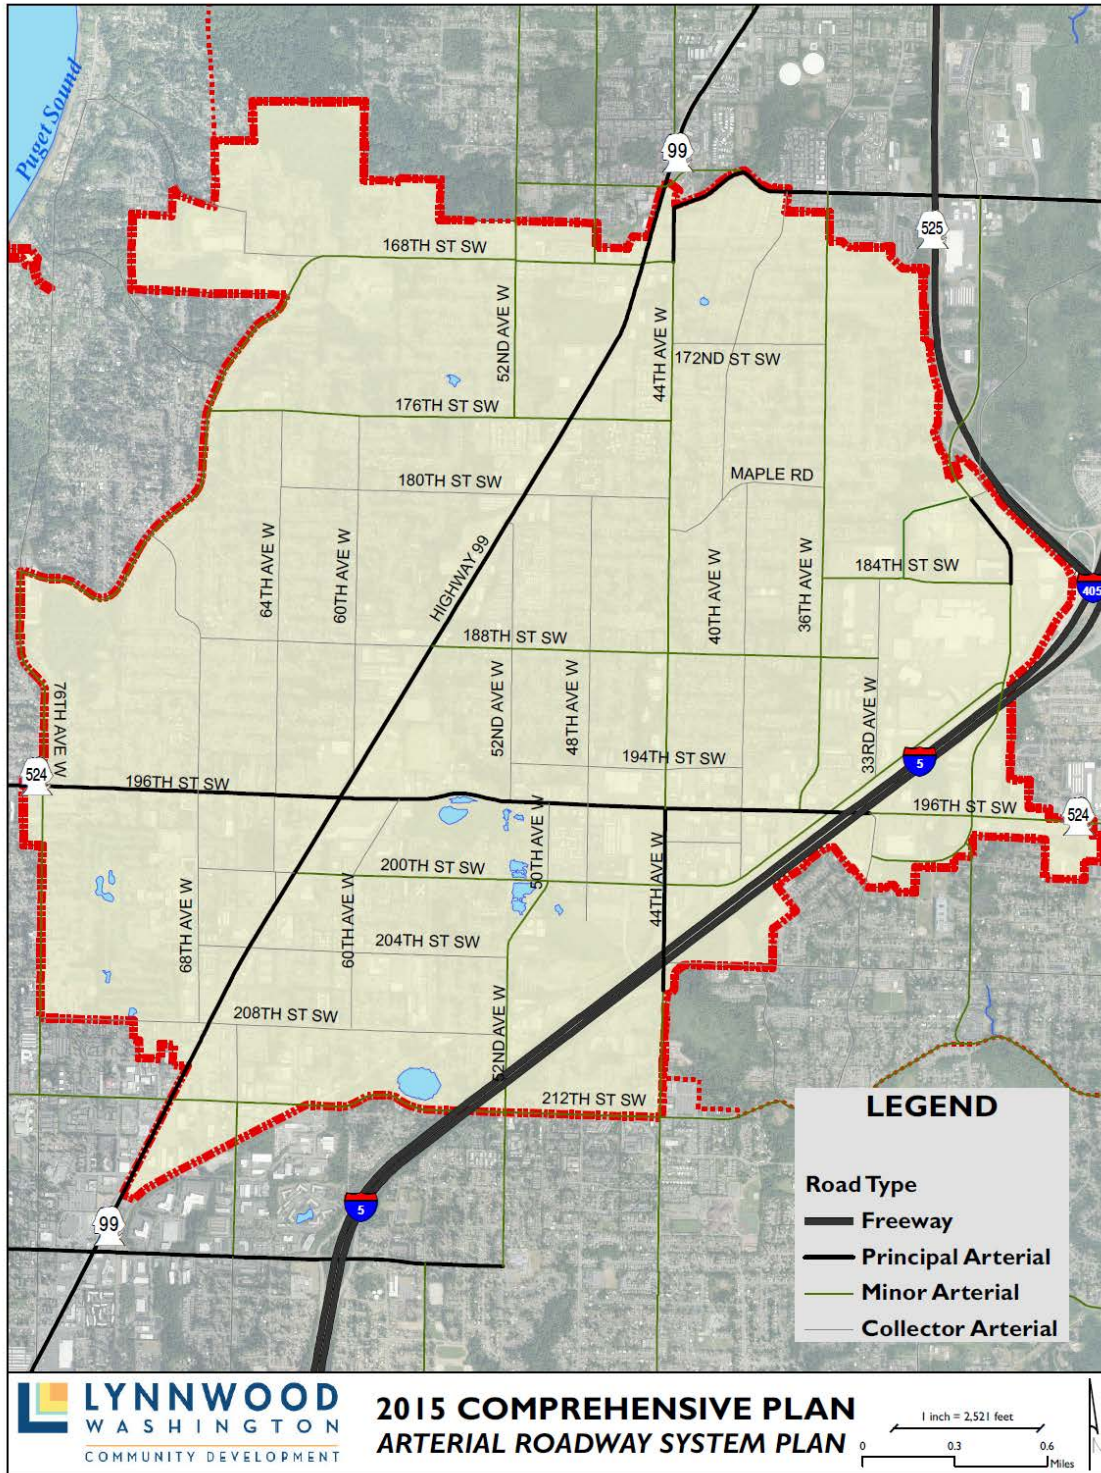 Puget Sound
99
525
168TH ST SW
52ND AVE W
44TH AVE W
172ND ST SW
176TH ST SW
180TH ST SW
MAPLE RD
64TH AVE W
60TH AVE W
HIGHWAY 99
40TH AVE W
36TH AVE W
184TH ST SW
405
188TH ST SW
52ND AVE W
48TH AVE W
33RD AVE W
76TH AVE W
194TH ST SW
5
524
196TH ST SW
196TH ST SW
524
50TH AVE W
44TH AVE W
200TH ST SW
68TH AVE W
60TH AVE W
204TH ST SW
208TH ST SW
52ND AVE W
212TH ST SW
5
99
LEGEND
Road Type
Freeway
Principal Arterial
Minor Arterial
Collector Arterial
LYNNWOOD
WASHINGTON
COMMUNITY DEVELOPMENT
2015 COMPREHENSIVE PLAN
ARTERIAL ROADWAY SYSTEM PLAN
1 inch = 2,521 feet
0 0.3 0.6
Miles
N